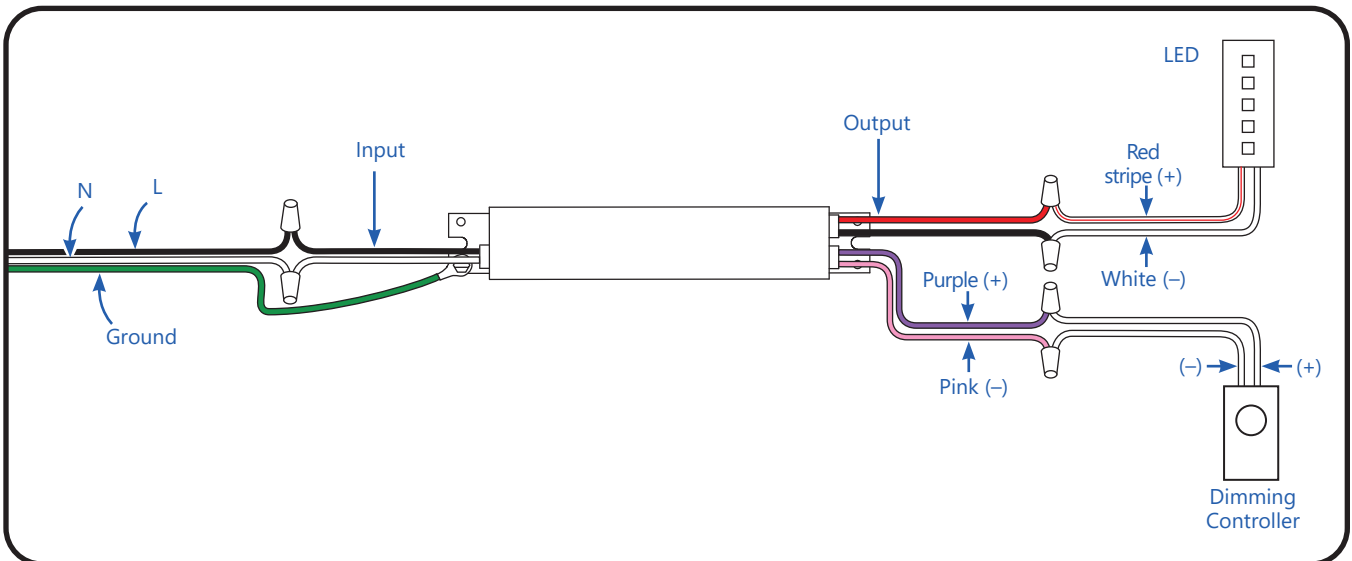 LED
Output
Input
Red
stripe (+)
N
L
Purple (+)
White (–)
Ground
(–)
(+)
Pink (–)
Dimming
Controller